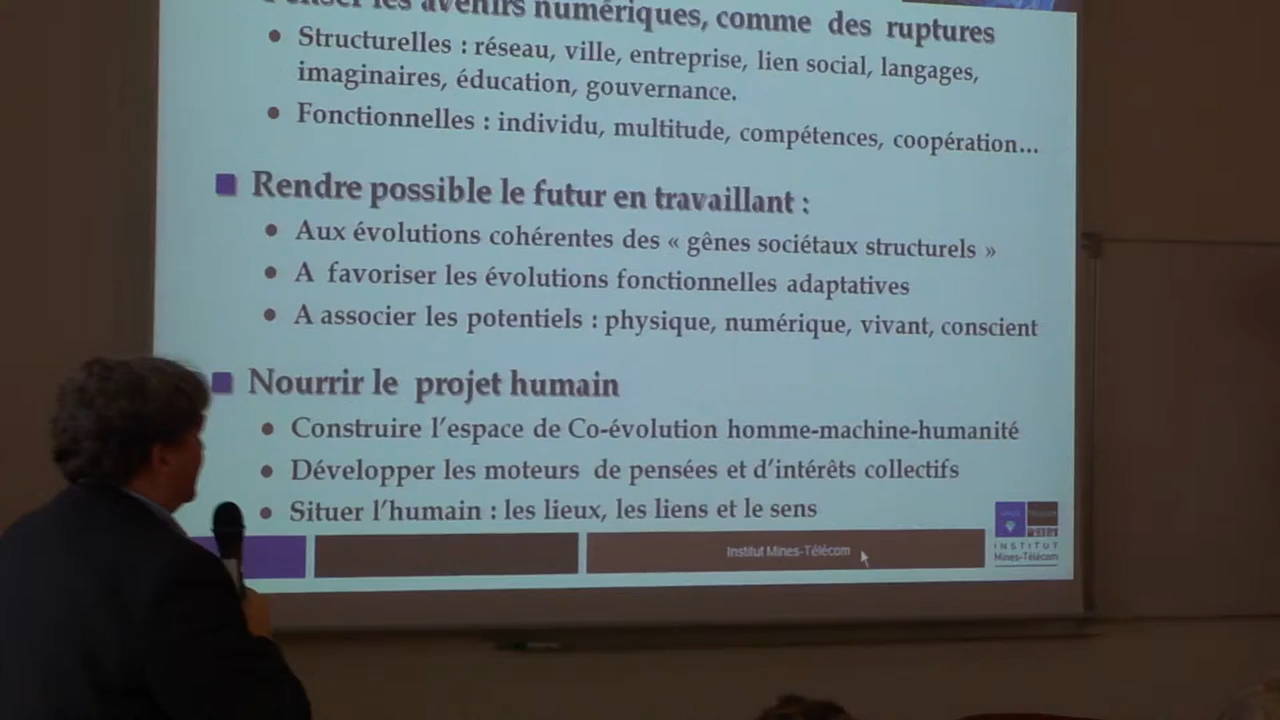 Penser les avenirs numériques, comme des ruptures
Structurelles : réseau, ville, entreprise, lien social, langages,
imaginaires, éducation, gouvernance.
Fonctionnelles : individu, multitude, compétences, coopération...
Rendre possible le futur en travaillant :
Aux évolutions cohérentes des « gênes sociétaux structurels »
A favoriser les évolutions fonctionnelles adaptatives
A associer les potentiels : physique, numérique, vivant, conscient
Nourrir le projet humain
Construire l'espace de Co-évolution homme-machine-humanité
Développer les moteurs de pensées et d'intérêts collectifs
Situer l'humain : les lieux, les liens et le sens
Institut Mines-Télécom
INSTITUT
Mines-Télécom